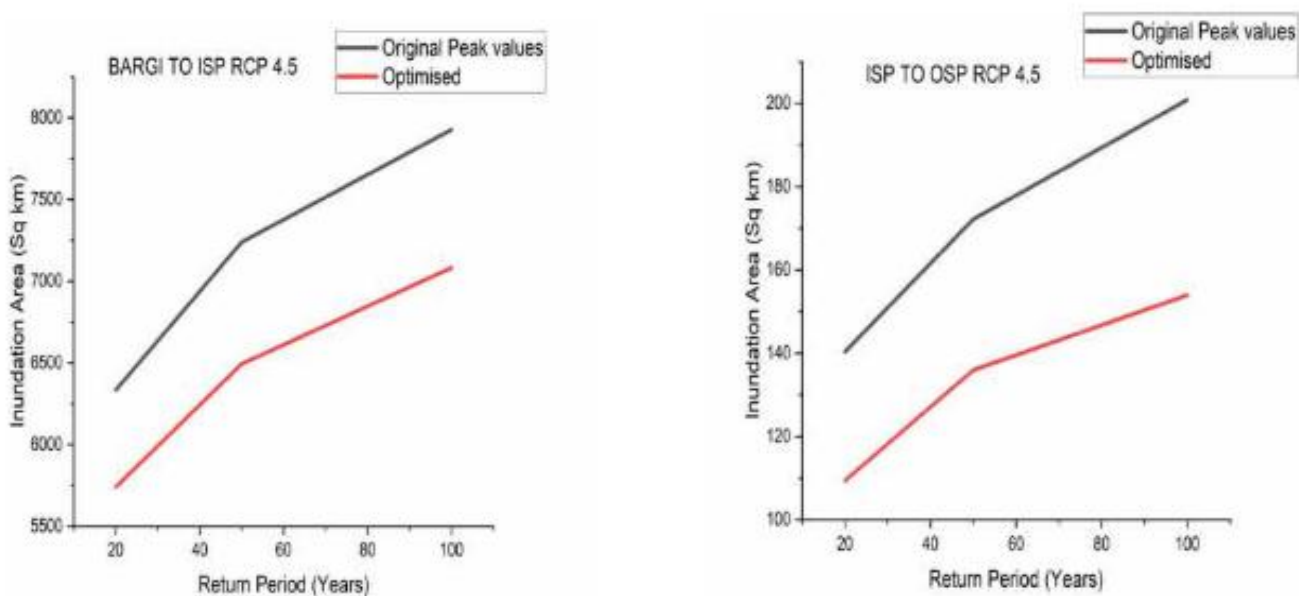 Original Peak values
Optimised
BARGI TO ISP RCP 4.5
8000
7500
7000
6500
6000
5500
Inundation Area (Sq km)
20
40
60
80
100
Return Period (Years)
Original Peak values
Optimised
ISP TO OSP RCP 4.5
200
180
160
140
120
100
Inundation Area (Sq km)
20
40
60
80
100
Return Period (Years)